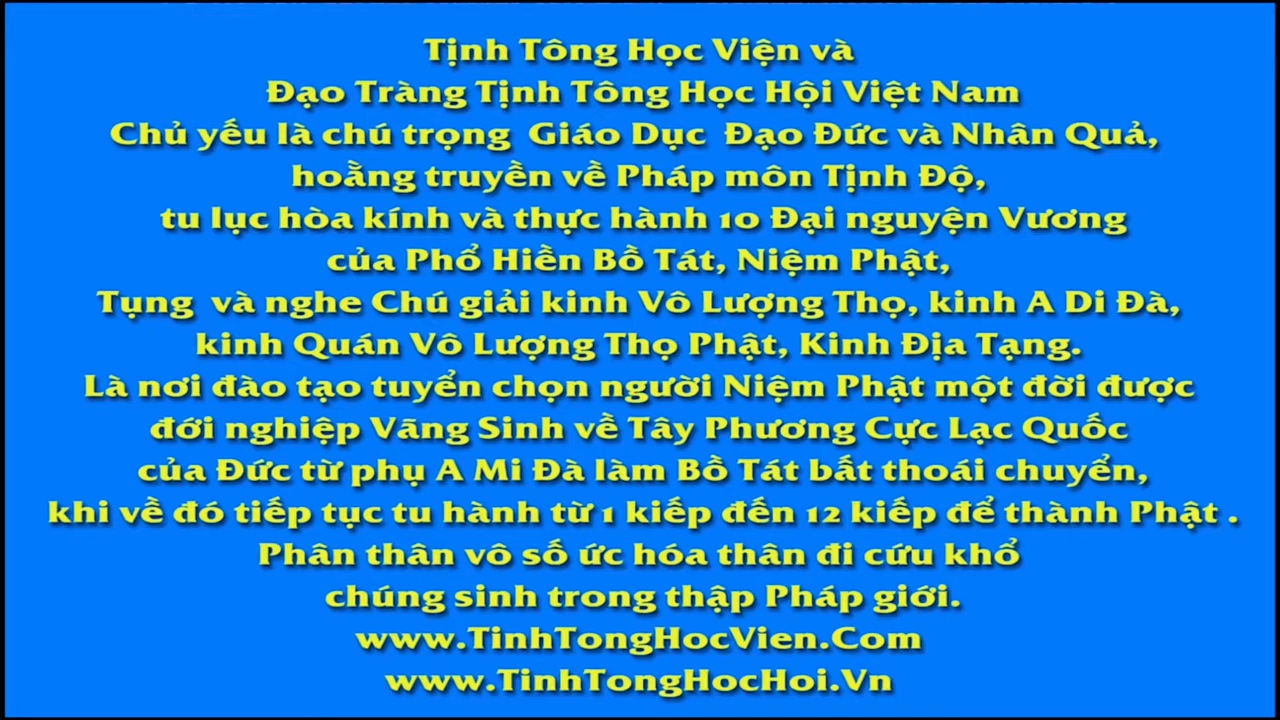 Tịnh Tông Học Viện và
Đạo Tràng Tịnh Tông Học Hội Việt Nam
Chủ yếu là chú trọng Giáo Dục Đạo Đức và Nhân Quả,
hoằng truyền về Pháp môn Tịnh Độ,
tu lục hòa kính và thực hành 10 Đại nguyện Vương
của Phổ Hiền Bồ Tát, Niệm Phật,
Tụng và nghe Chú giải kinh Vô Lượng Thọ, kinh A Di Đà,
kinh Quán Vô Lượng Thọ Phật, Kinh Địa Tạng.
Là nơi đào tạo tuyển chọn người Niệm Phật một đời được
đới nghiệp Vãng Sinh về Tây Phương Cực Lạc Quốc
của Đức từ phụ A Mi Đà làm Bồ Tát bất thoái chuyển,
khi về đó tiếp tục tu hành từ 1 kiếp đến 12 kiếp để thành Phật .
Phân thân vô số ức hóa thân đi cứu khổ
chúng sinh trong thập Pháp giới.
www.TinhTongHocVien.Com
www.TinhTongHocHoi.Vn